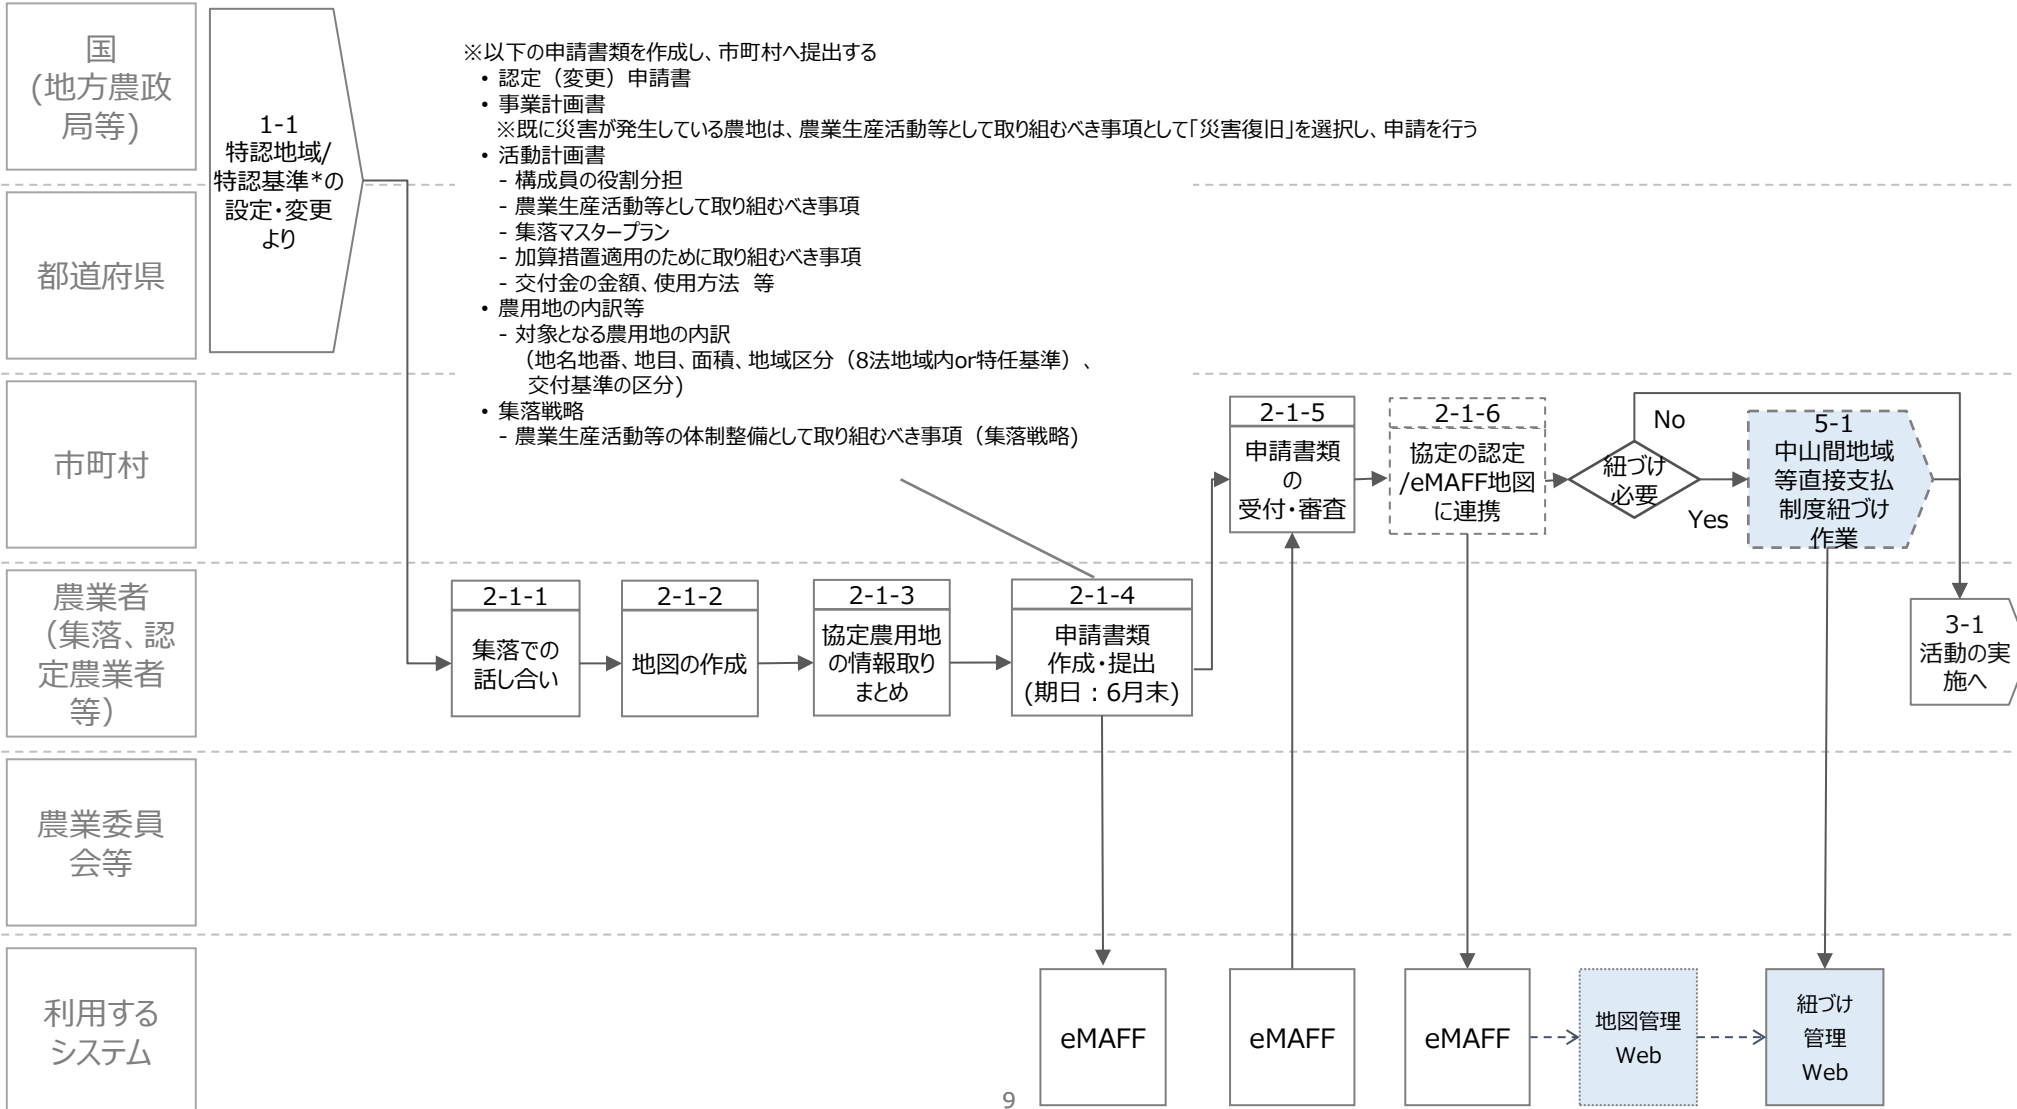 国
(地方農政
局等)
都道府県
市町村
農業者
（集落、認
定農業者
等）
農業委員
会等
利用する
システム
1-1
特認地域/
特認基準*の
設定・変更
より
※以下の申請書類を作成し、市町村へ提出する
• 認定（変更）申請書
• 事業計画書
※既に災害が発生している農地は、農業生産活動等として取り組むべき事項として「災害復旧」を選択し、申請を行う
• 活動計画書
- 構成員の役割分担
- 農業生産活動等として取り組むべき事項
- 集落マスタープラン
- 加算措置適用のために取り組むべき事項
- 交付金の金額、使用方法 等
• 農用地の内訳等
- 対象となる農用地の内訳
（地名地番、地目、面積、地域区分（8法地域内or特任基準）、
交付基準の区分)
• 集落戦略
- 農業生産活動等の体制整備として取り組むべき事項（集落戦略)
2-1-1
集落での
話し合い
2-1-2
地図の作成
2-1-3
協定農用地
の情報取り
まとめ
2-1-4
申請書類
作成・提出
(期日：6月末)
2-1-5
申請書類
の
受付・審査
2-1-6
協定の認定
/eMAFF地図
に連携
紐づけ
必要
No
Yes
5-1
中山間地域
等直接支払
制度紐づけ
作業
3-1
活動の実
施へ
eMAFF
eMAFF
eMAFF
地図管理
Web
紐づけ
管理
Web
9